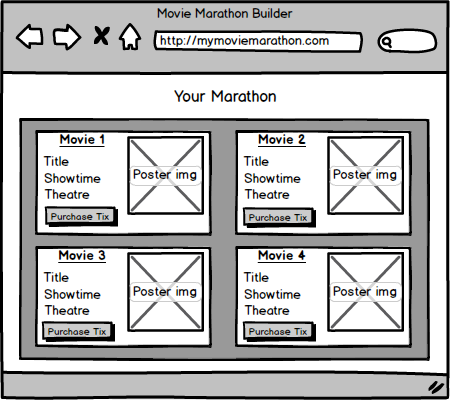 Movie Marathon Builder
http://mymoviemarathon.com
Your Marathon
Movie 1
Title
Showtime
Theatre
Purchase Tix
Poster img
Movie 2
Title
Showtime
Theatre
Purchase Tix
Poster img
Movie 3
Title
Showtime
Theatre
Purchase Tix
Poster img
Movie 4
Title
Showtime
Theatre
Purchase Tix
Poster img